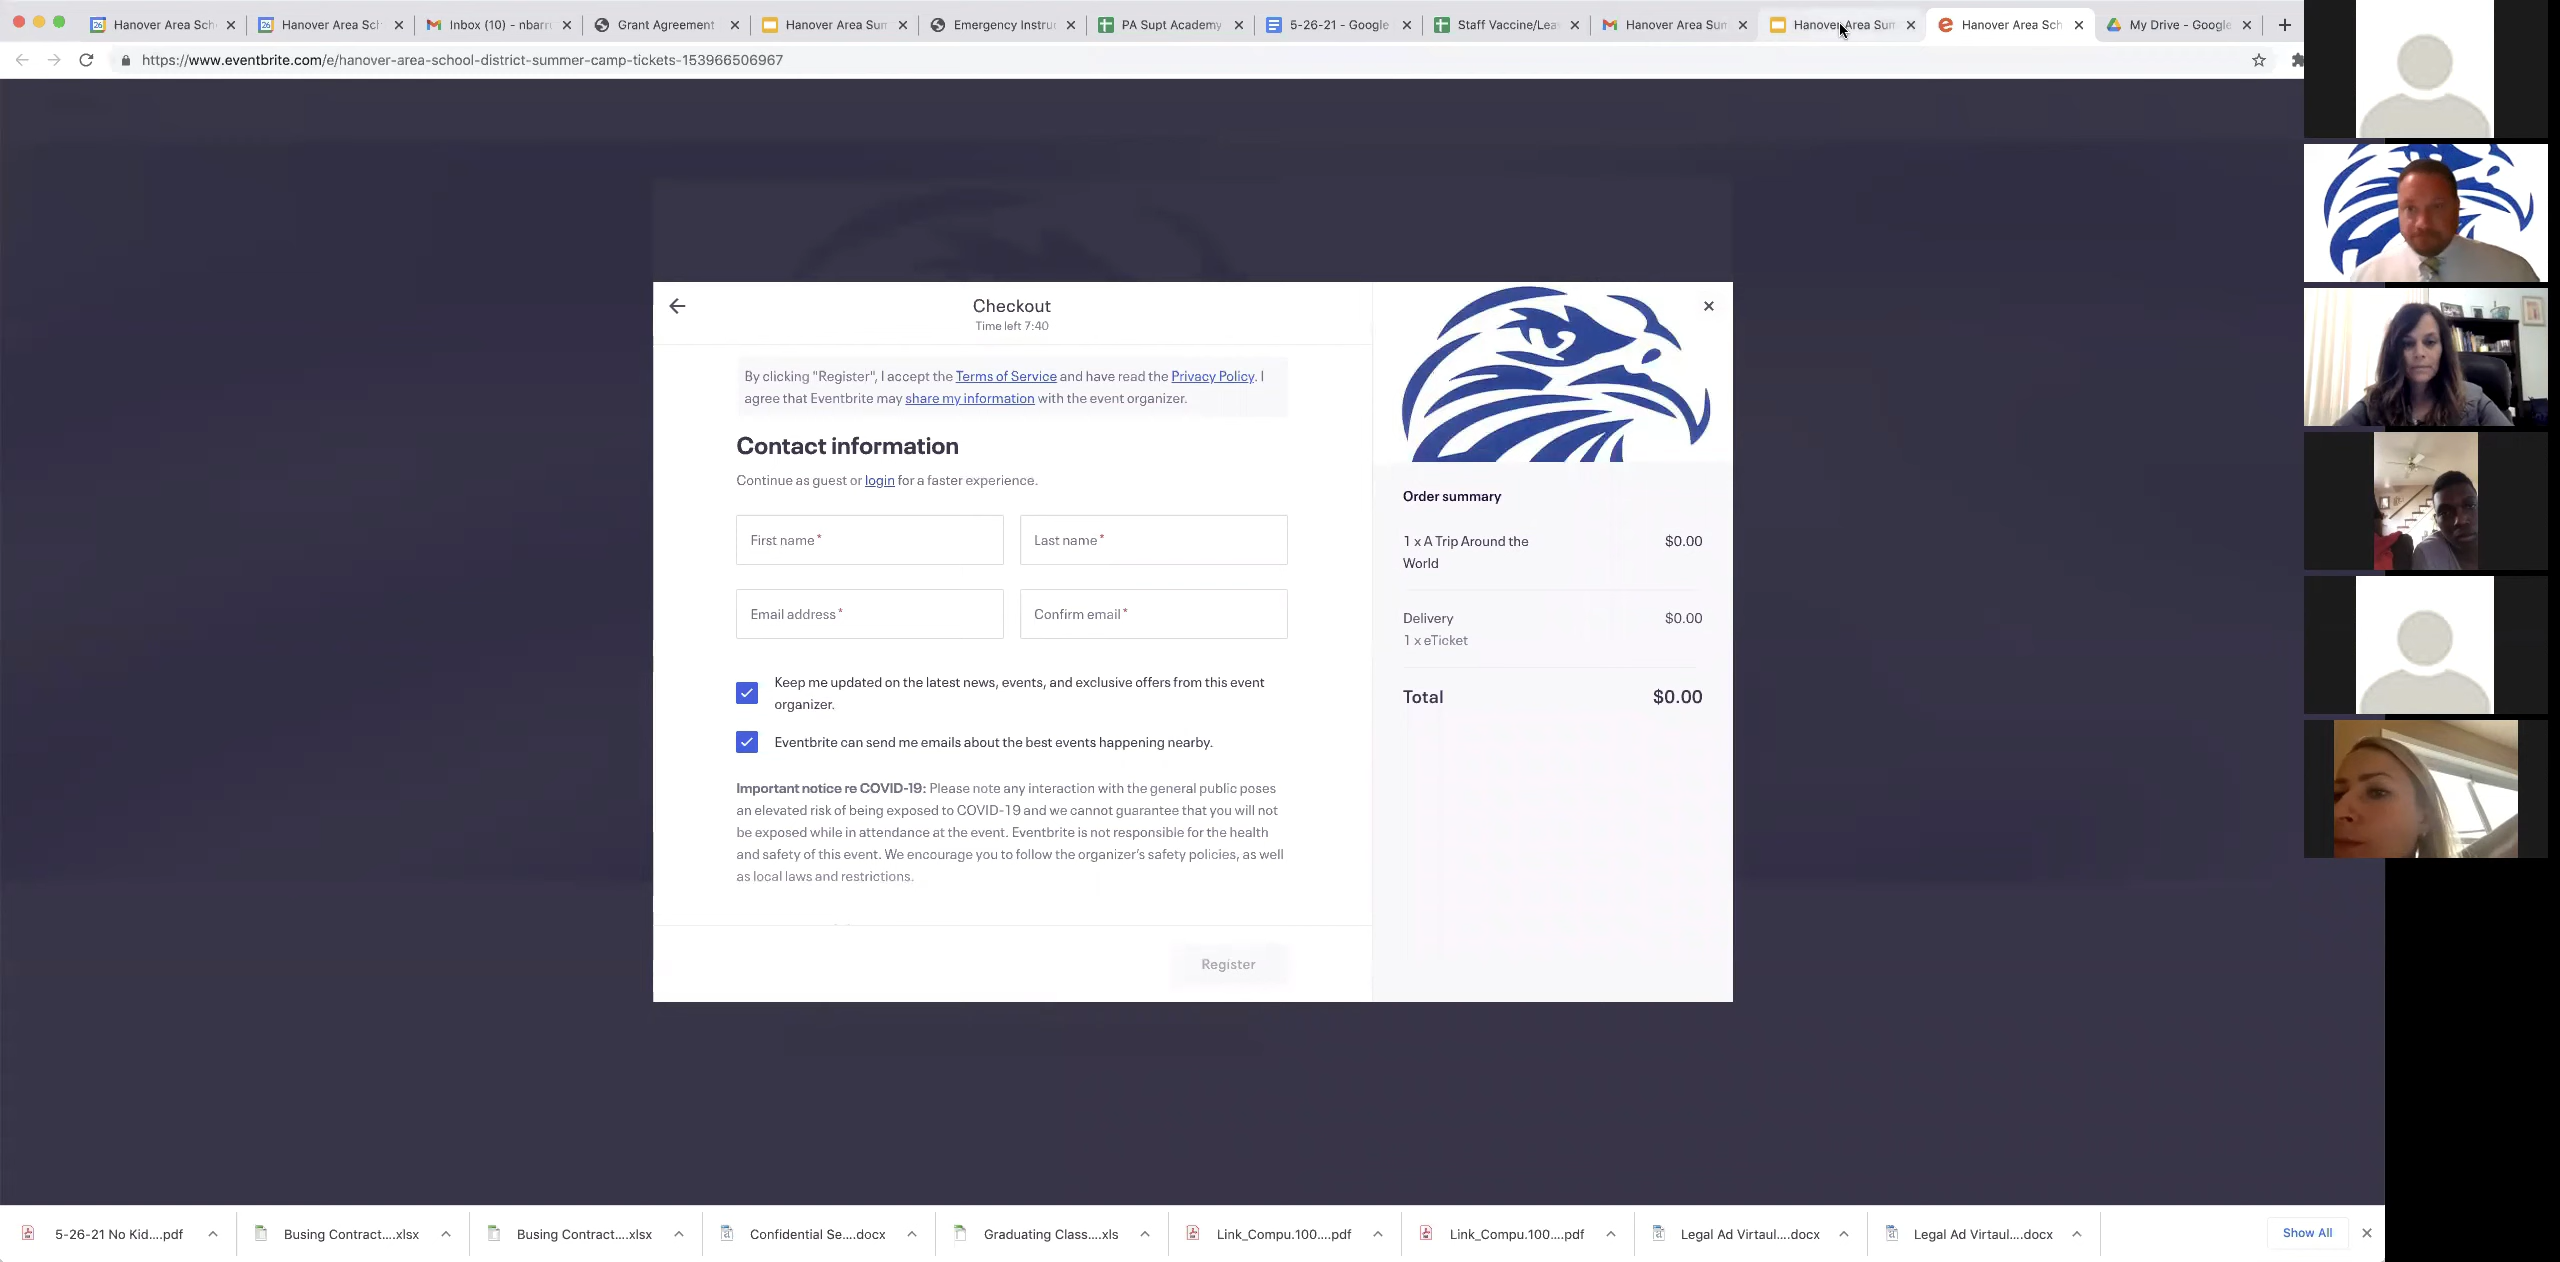 Hanover Area Sch
Hanover Area Sch
Inbox (10) - nbarr
Grant Agreement
Hanover Area Sum
Emergency Instruc
PA Supt Academy
5-26-21 - Google
Staff Vaccine/Lea
Hanover Area Sum
Hanover Area Sum
Hanover Area Sch
My Drive - Google
https://www.eventbrite.com/e/hanover-area-school-district-summer-camp-tickets-153966506967
Checkout
Time left 7:40
By clicking "Register", I accept the Terms of Service and have read the Privacy Policy. I
agree that Eventbrite may share my information with the event organizer.
Contact information
Continue as guest or login for a faster experience.
First name*
Last name*
Email address*
Confirm email*
Keep me updated on the latest news, events, and exclusive offers from this event
organizer.
Eventbrite can send me emails about the best events happening nearby.
Important notice re COVID-19: Please note any interaction with the general public poses
an elevated risk of being exposed to COVID-19 and we cannot guarantee that you will not
be exposed while in attendance at the event. Eventbrite is not responsible for the health
and safety of this event. We encourage you to follow the organizer's safety policies, as well
as local laws and restrictions.
Register
Order summary
1 x A Trip Around the
World
$0.00
Delivery
$0.00
1 x eTicket
Total
$0.00
5-26-21 No Kid....pdf
Busing Contract....xlsx
Busing Contract....xlsx
Confidential Se....docx
Graduating Class....xls
Link_Compu.100....pdf
Link_Compu.100....pdf
Legal Ad Virtaul....docx
Legal Ad Virtaul....docx
Show All